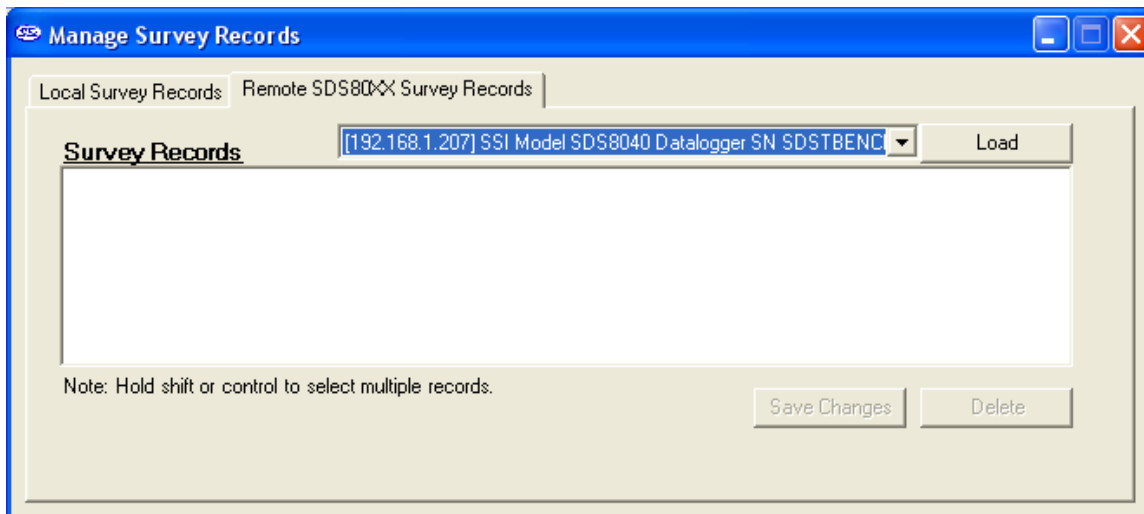 Manage Survey Records
Local Survey Records
Remote SDS80XX Survey Records
Survey Records
[192.168.1.207] SSI Model SDS8040 Datalogger SN SDSTBENC
Load
Note: Hold shift or control to select multiple records.
Save Changes
Delete